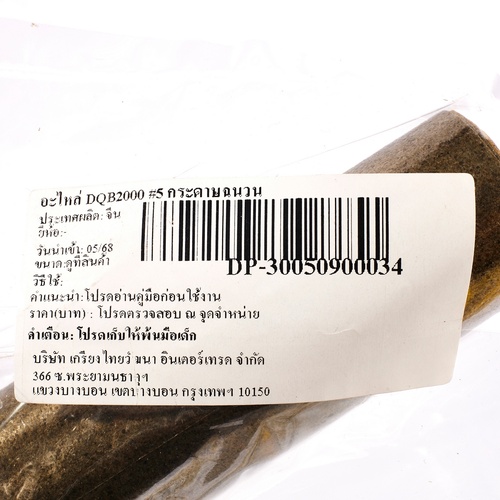 อะไหล่ DQB2000 #5 กระดาษฉนวน
ประเทศผลิต: จีน
ยี่ห้อ:-
วันนำเข้า: 05/68
ขนาด:ดูที่สินค้า
DP-30050900034
วิธีใช้:
คำแนะนำ:โปรดอ่านคู่มือก่อนใช้งาน
ราคา(บาท) : โปรดตรวจสอบ ณ จุดจำหน่าย
คำเตือน: โปรดเก็บให้พ้นมือเด็ก
บริษัท เกรียงไทยวัฒนา อินเตอร์เทรด จำกัด
366 ซ.พระยามนธาตุฯ
แขวงบางบอน เขตบางบอน กรุงเทพฯ 10150